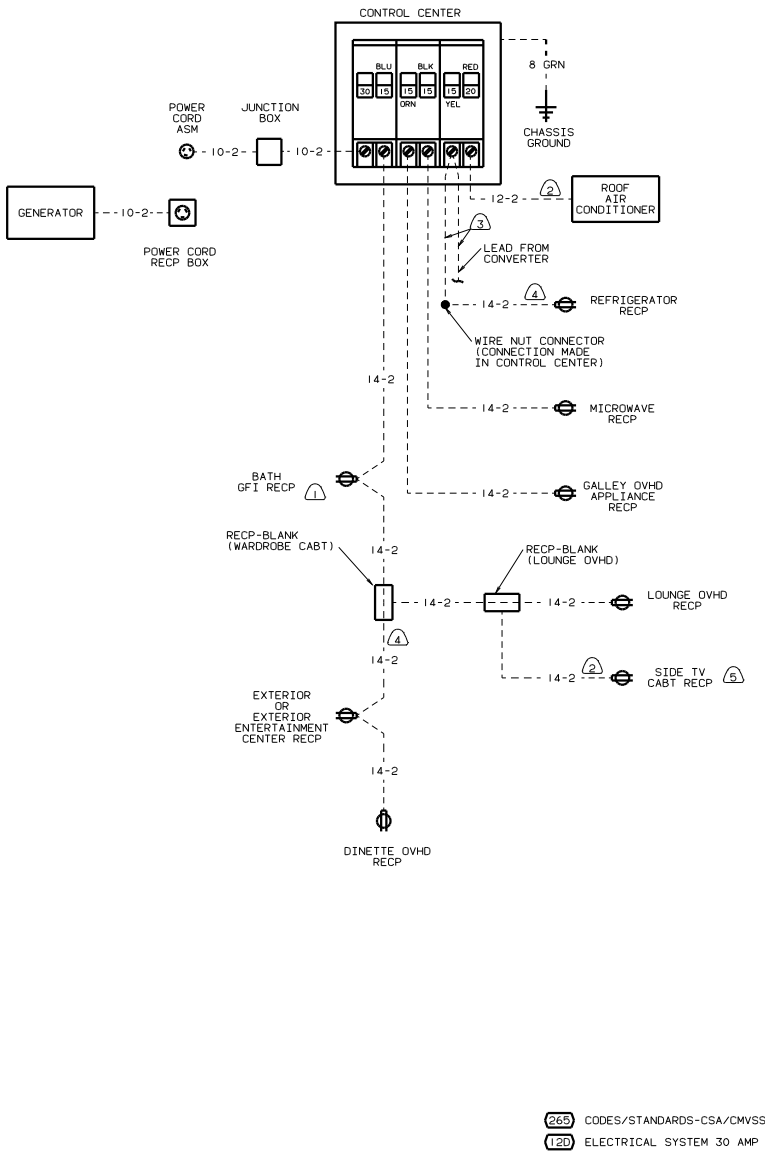 CONTROL CENTER
BLU
BLK
RED
30
15
15
15
15
20
ORN
YEL
8 GRN
CHASSIS
GROUND
POWER
CORD
ASM
JUNCTION
BOX
10-2
10-2
GENERATOR
10-2
POWER CORD
RECP BOX
12-2
2
ROOF
AIR
CONDITIONER
3
LEAD FROM
CONVERTER
14-2
4
REFRIGERATOR
RECP
WIRE NUT CONNECTOR
(CONNECTION MADE
IN CONTROL CENTER)
14-2
14-2
MICROWAVE
RECP
BATH
GFI RECP
1
14-2
GALLEY OVHD
APPLIANCE
RECP
RECP-BLANK
(WARDROBE CABT)
14-2
RECP-BLANK
(LOUNGE OVHD)
14-2
14-2
LOUNGE OVHD
RECP
4
14-2
14-2
2
SIDE TV
CABT RECP
5
EXTERIOR
OR
EXTERIOR
ENTERTAINMENT
CENTER RECP
14-2
DINETTE OVHD
RECP
265 CODES/STANDARDS-CSA/CMVSS
12D ELECTRICAL SYSTEM 30 AMP